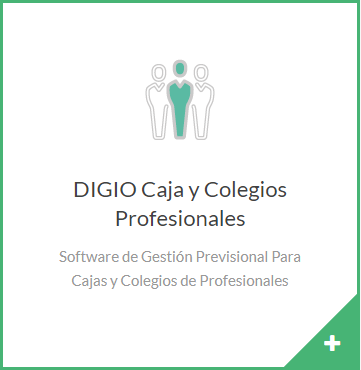 DIGIO Caja y Colegios
Profesionales
Software de Gestión Previsional Para
Cajas y Colegios de Profesionales